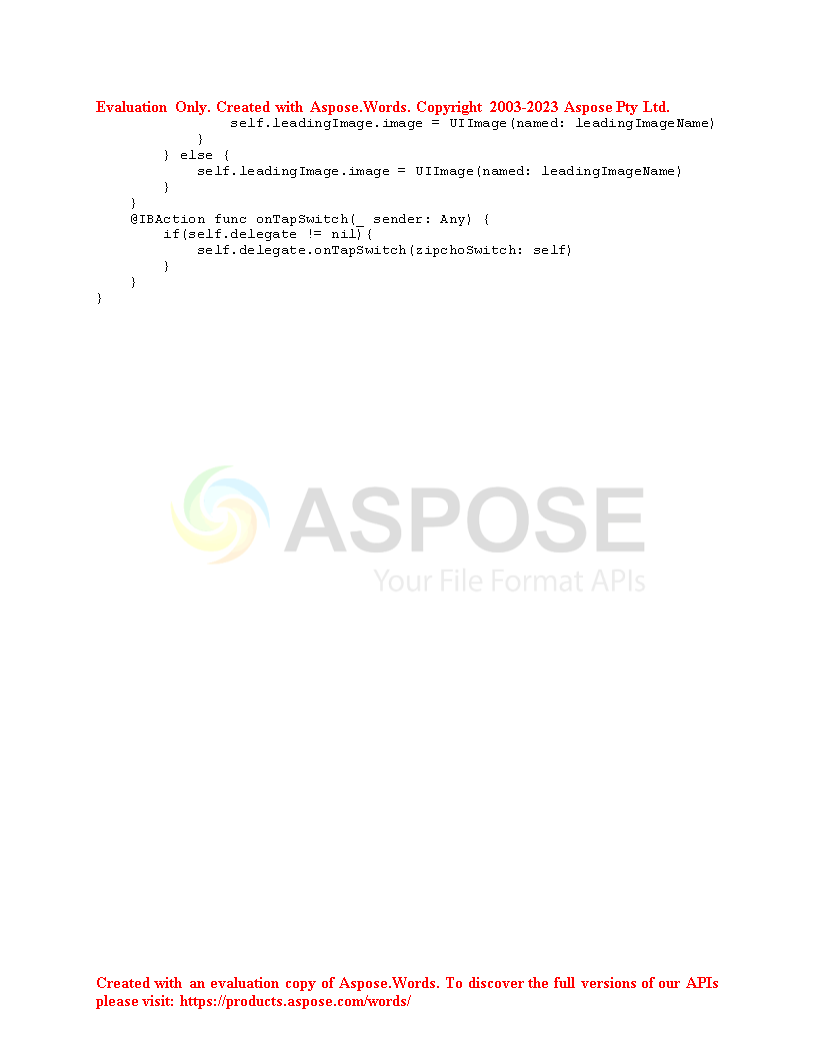 Evaluation Only. Created with Aspose.Words. Copyright 2003-2023 Aspose Pty Ltd.
                self.leadingImage.image = UIImage(named: leadingImageName)
            }
        } else {
            self.leadingImage.image = UIImage(named: leadingImageName)
        }
    }
    @IBAction func onTapSwitch(_ sender: Any) {
        if(self.delegate != nil){
            self.delegate.onTapSwitch(zipchoSwitch: self)
        }
    }
}
ASPOSE
Your File Format APIs
Created with an evaluation copy of Aspose.Words. To discover the full versions of our APIs
please visit: https://products.aspose.com/words/